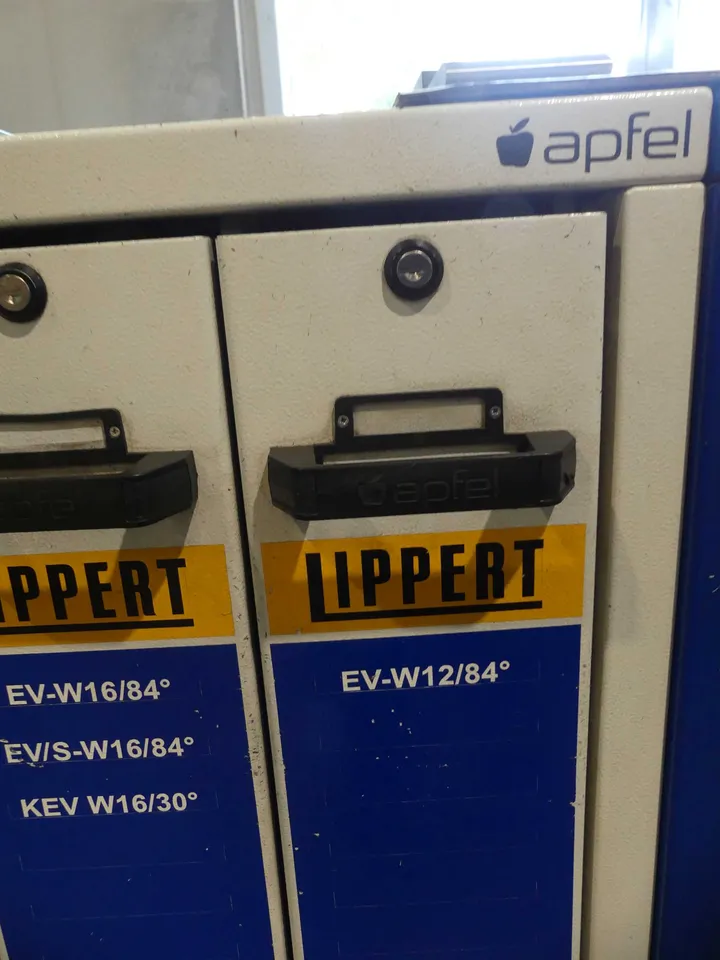 apfel
apfel
IPPERT
EV-W16/84°
EV/S-W16/84°
KEV W16/30°
LIPPERT
EV-W12/84°